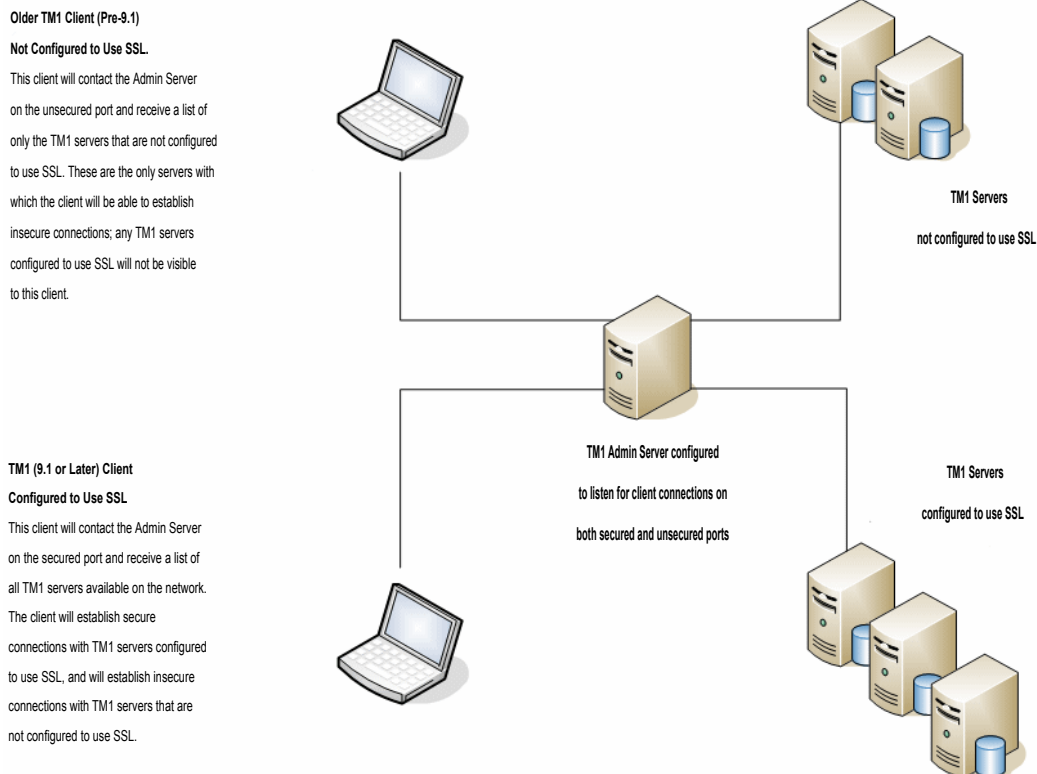 Older TM1 Client (Pre-9.1)
Not Configured to Use SSL.
This client will contact the Admin Server
on the unsecured port and receive a list of
only the TM1 servers that are not configured
to use SSL. These are the only servers with
which the client will be able to establish
insecure connections; any TM1 servers
configured to use SSL will not be visible
to this client.
TM1 Servers
not configured to use SSL
TM1 Admin Server configured
to listen for client connections on
both secured and unsecured ports
TM1 (9.1 or Later) Client
Configured to Use SSL
This client will contact the Admin Server
on the secured port and receive a list of
all TM1 servers available on the network.
The client will establish secure
connections with TM1 servers configured
to use SSL, and will establish insecure
connections with TM1 servers that are
not configured to use SSL.
TM1 Servers
configured to use SSL